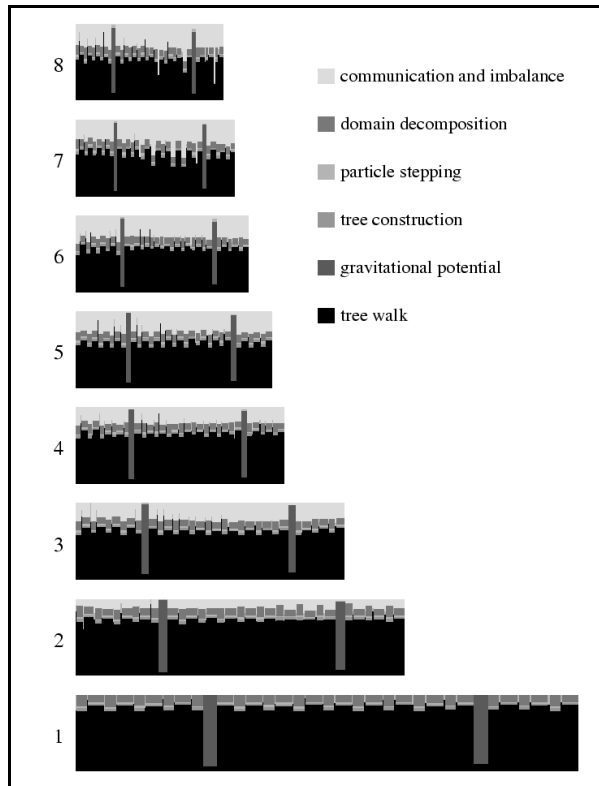 8
communication and imbalance
domain decomposition
7
particle stepping
tree construction
6
gravitational potential
tree walk
5
4
3
2
1